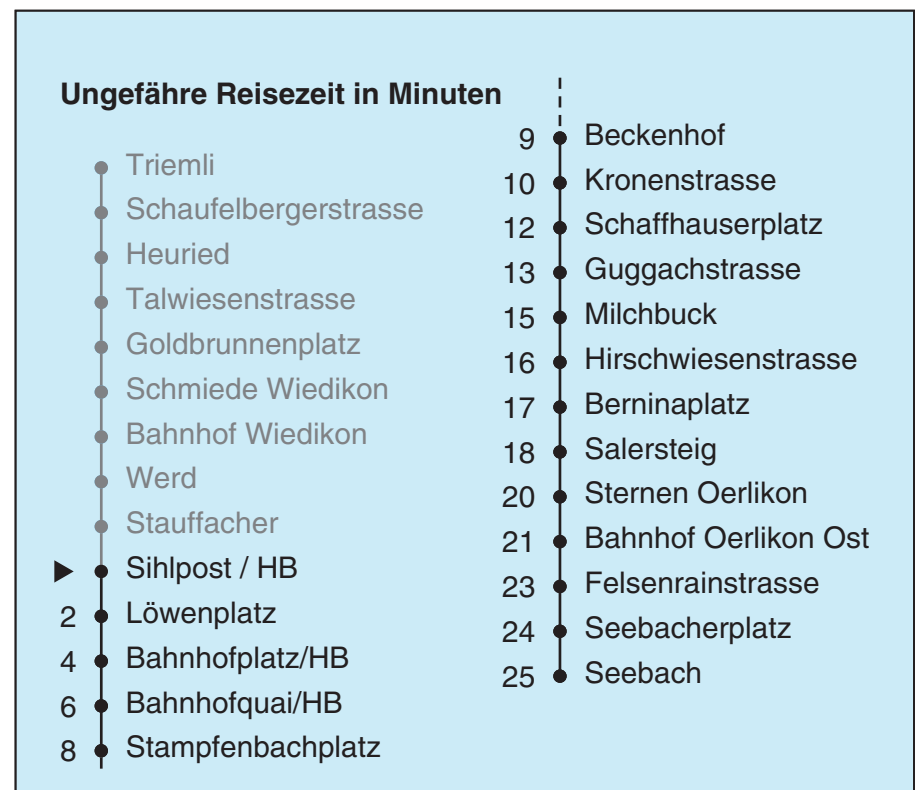 Ungefähre Reisezeit in Minuten
Triemli
Schaufelbergerstrasse
Heuried
Talwiesenstrasse
Goldbrunnenplatz
Schmiede Wiedikon
Bahnhof Wiedikon
Werd
Stauffacher
Sihlpost / HB
2 Löwenplatz
4 Bahnhofplatz/HB
6 Bahnhofquai/HB
8 Stampfenbachplatz
9 Beckenhof
10 Kronenstrasse
12 Schaffhauserplatz
13 Guggachstrasse
15 Milchbuck
16 Hirschwiesenstrasse
17 Berninaplatz
18 Salersteig
20 Sternen Oerlikon
21 Bahnhof Oerlikon Ost
23 Felsenrainstrasse
24 Seebacherplatz
25 Seebach